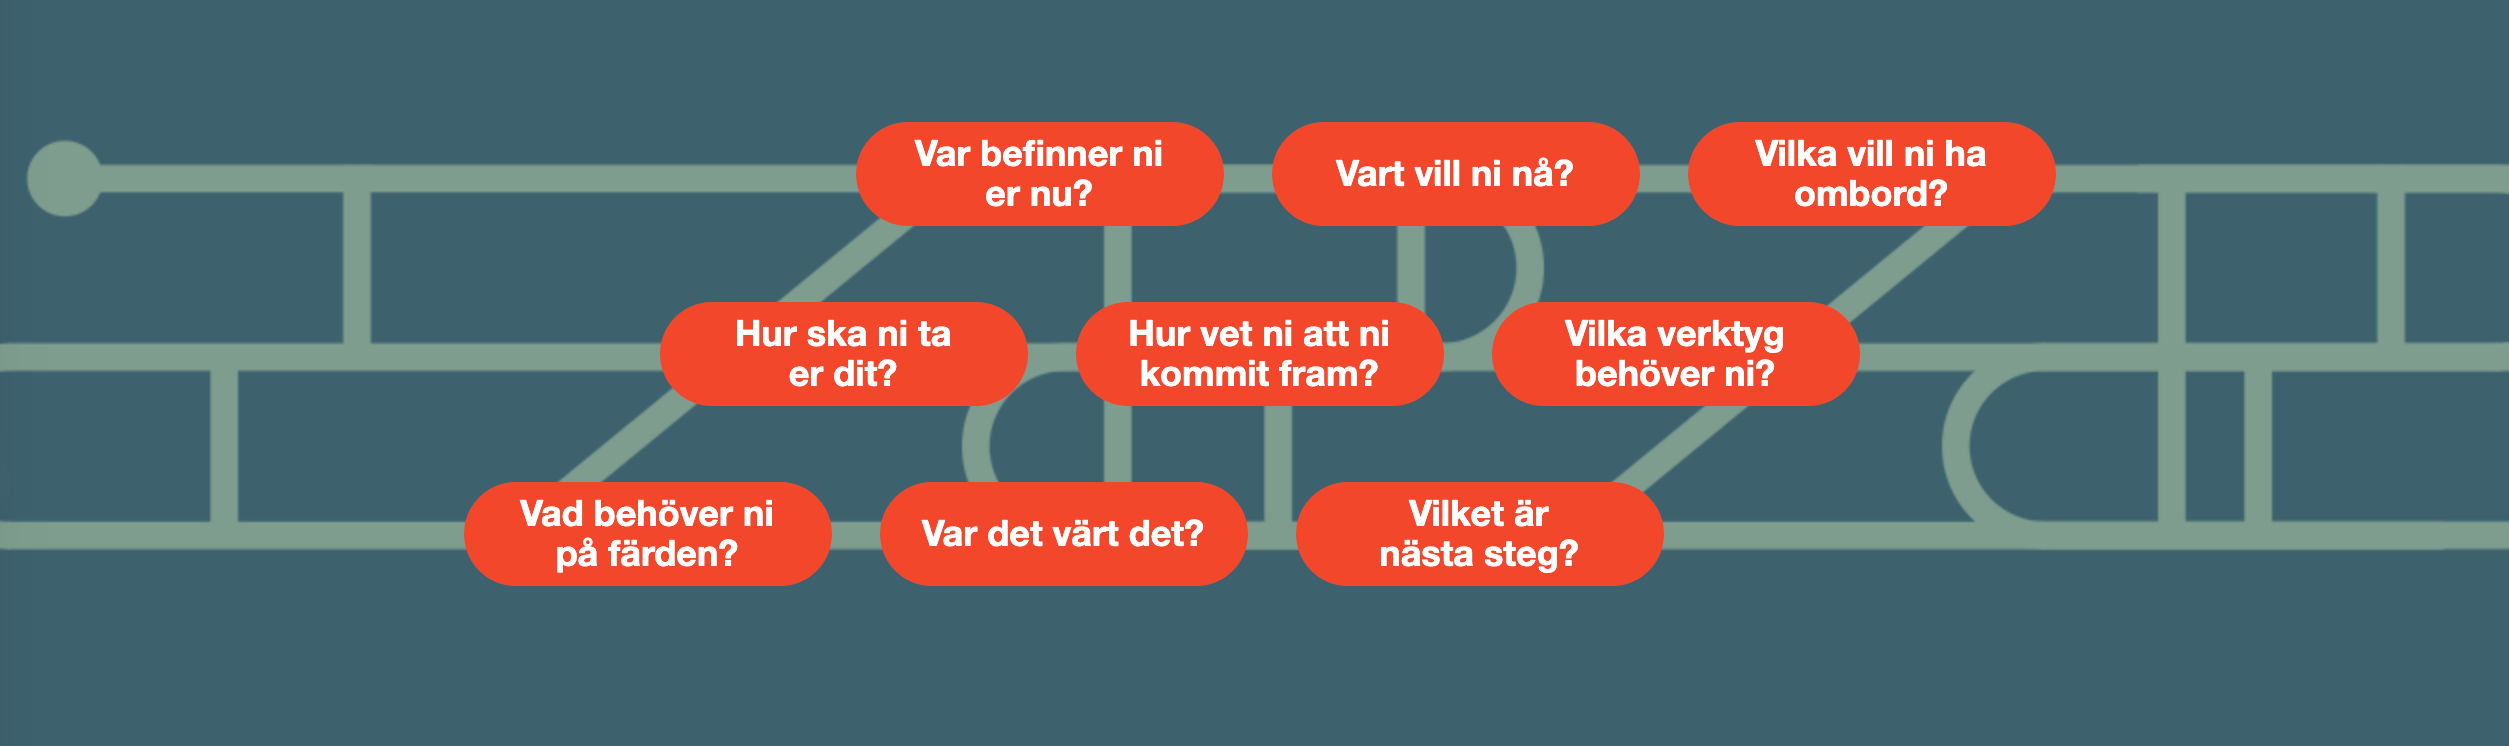 Var befinner ni
er nu?
Vart vill ni nå?
Vilka vill ni ha
ombord?
Hur ska ni ta
er dit?
Hur vet ni att ni
kommit fram?
Vilka verktyg
behöver ni?
Vad behöver ni
på färden?
Var det värt det?
Vilket är
nästa steg?